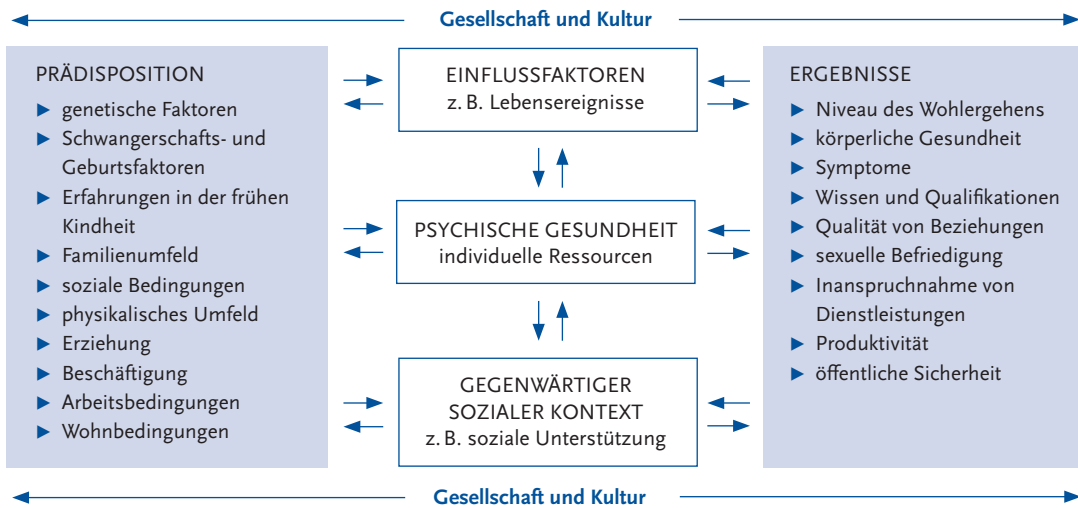 Gesellschaft und Kultur
PRÄDISPOSITION
▶ genetische Faktoren
▶ Schwangerschafts- und
Geburtsfaktoren
▶ Erfahrungen in der frühen
Kindheit
▶ Familienumfeld
▶ soziale Bedingungen
▶ physikalisches Umfeld
▶ Erziehung
▶ Beschäftigung
▶ Arbeitsbedingungen
▶ Wohnbedingungen
EINFLUSSFAKTOREN
z. B. Lebensereignisse
PSYCHISCHE GESUNDHEIT
individuelle Ressourcen
GEGENWÄRTIGER
SOZIALER KONTEXT
z. B. soziale Unterstützung
ERGEBNISSE
▶ Niveau des Wohlergehens
▶ körperliche Gesundheit
▶ Symptome
▶ Wissen und Qualifikationen
▶ Qualität von Beziehungen
▶ sexuelle Befriedigung
▶ Inanspruchnahme von
Dienstleistungen
▶ Produktivität
▶ öffentliche Sicherheit
Gesellschaft und Kultur